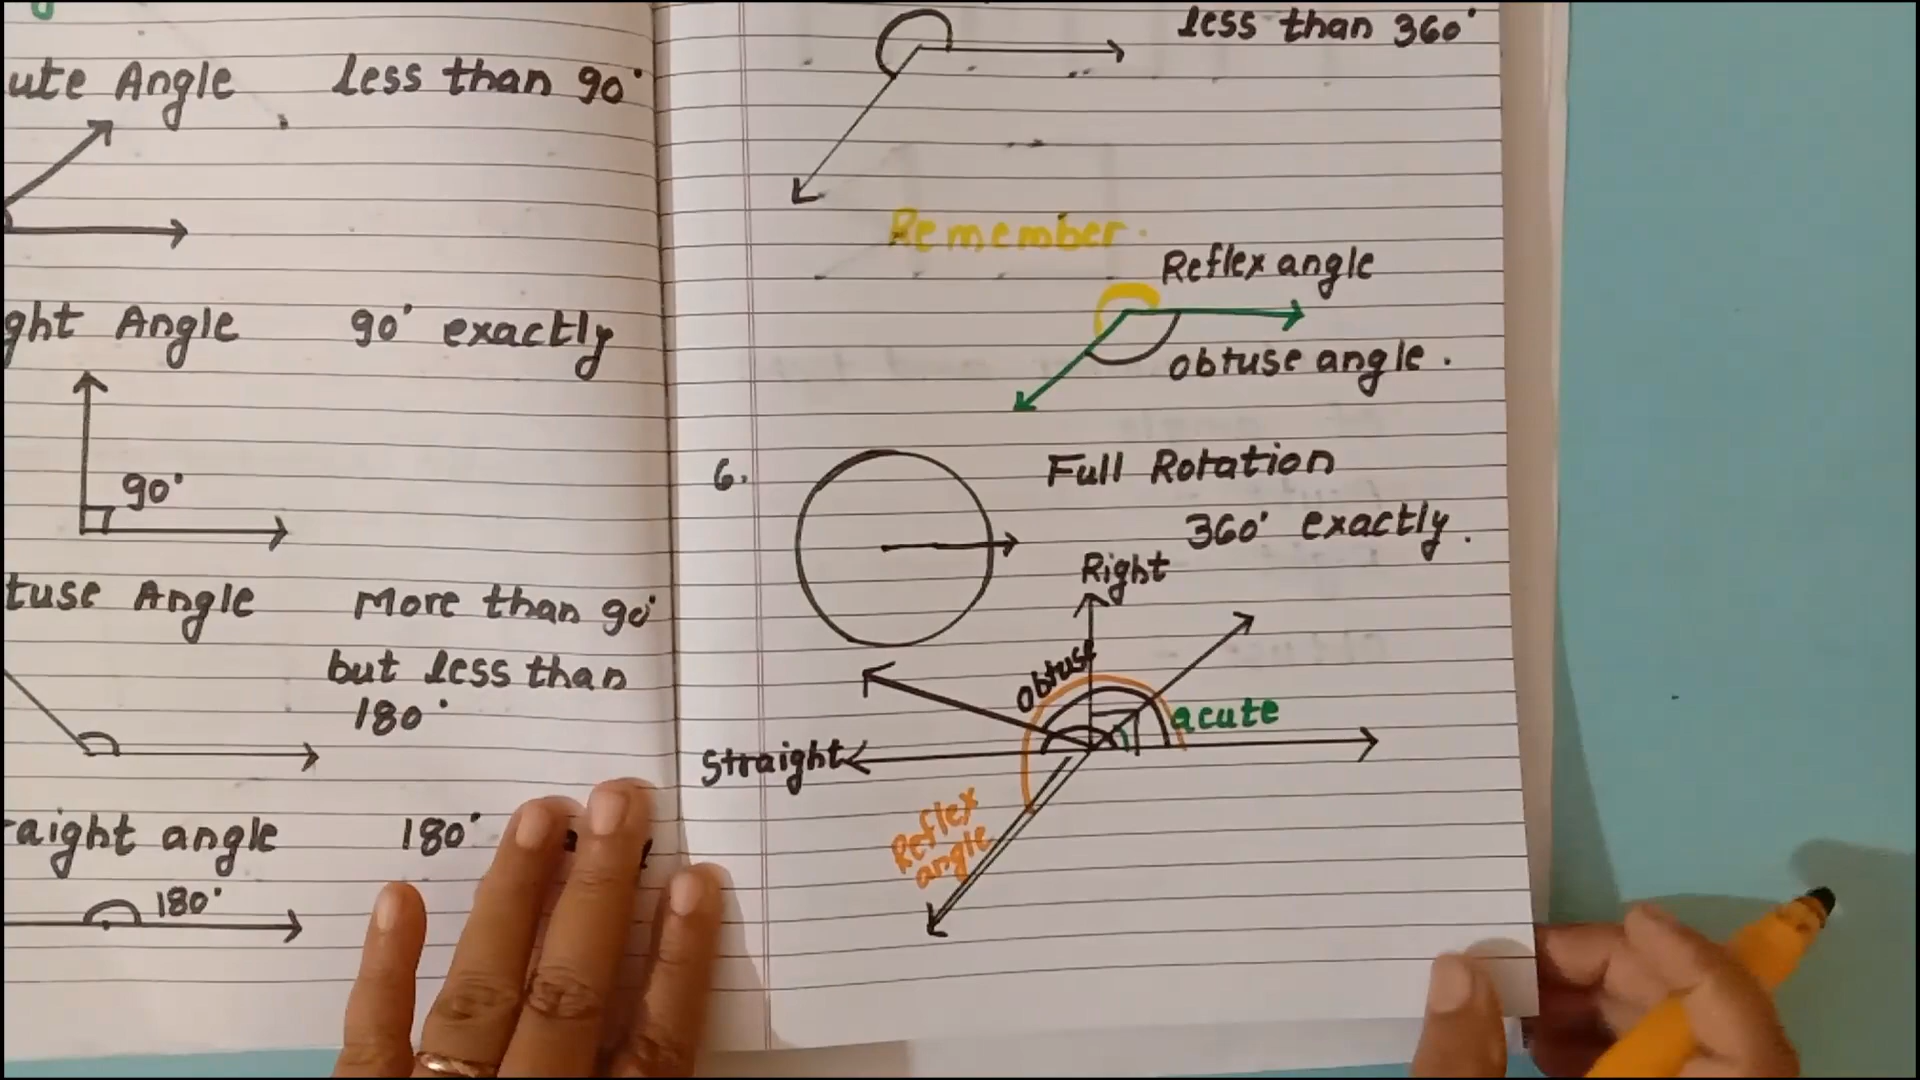 ute Angle less than 90°
ght Angle 90° exactly
90°
tuse Angle More than 90°
but less than
180°
raight angle 180°
180°
less than 360°
Remember.
Reflex angle
obtuse angle.
6. Full Rotation
360° exactly.
Right
obtuse
acute
Straight
Reflex
angle